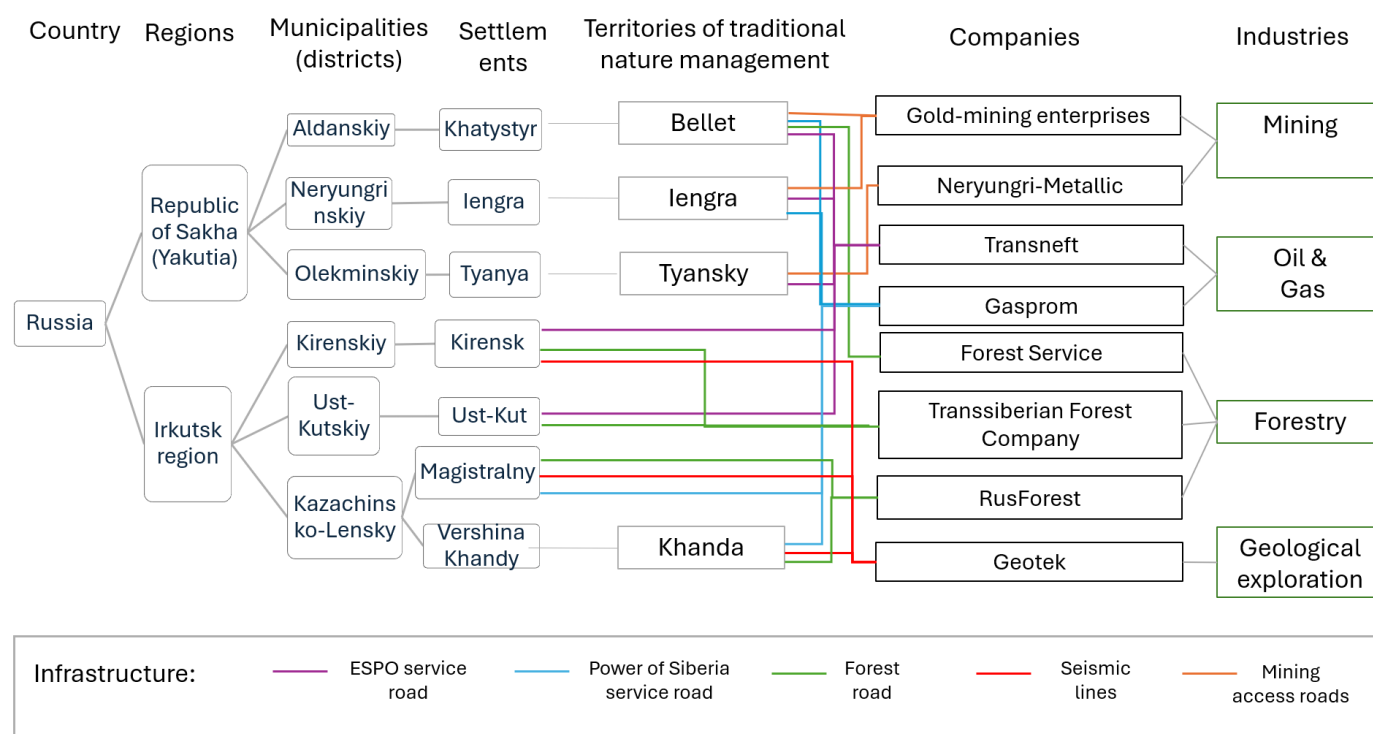 Country
Regions
Municipalities
(districts)
Settlem
ents
Territories of traditional
nature management
Companies
Industries
Russia
Republic
of Sakha
(Yakutia)
Irkutsk
region
Aldanskiy
Neryungri
nskiy
Olekminskiy
Kirenskiy
Ust-
Kutskiy
Kazachins
ko-Lensky
Khatystyr
Iengra
Tyanya
Kirensk
Ust-Kut
Magistralny
Vershina
Khandy
Bellet
Iengra
Tyansky
Khanda
Gold-mining enterprises
Neryungri-Metallic
Transneft
Gasprom
Forest Service
Transsiberian Forest
Company
RusForest
Geotek
Mining
Oil &
Gas
Forestry
Geological
exploration
Infrastructure:
ESPO service
road
Power of Siberia
service road
Forest
road
Seismic
lines
Mining
access roads